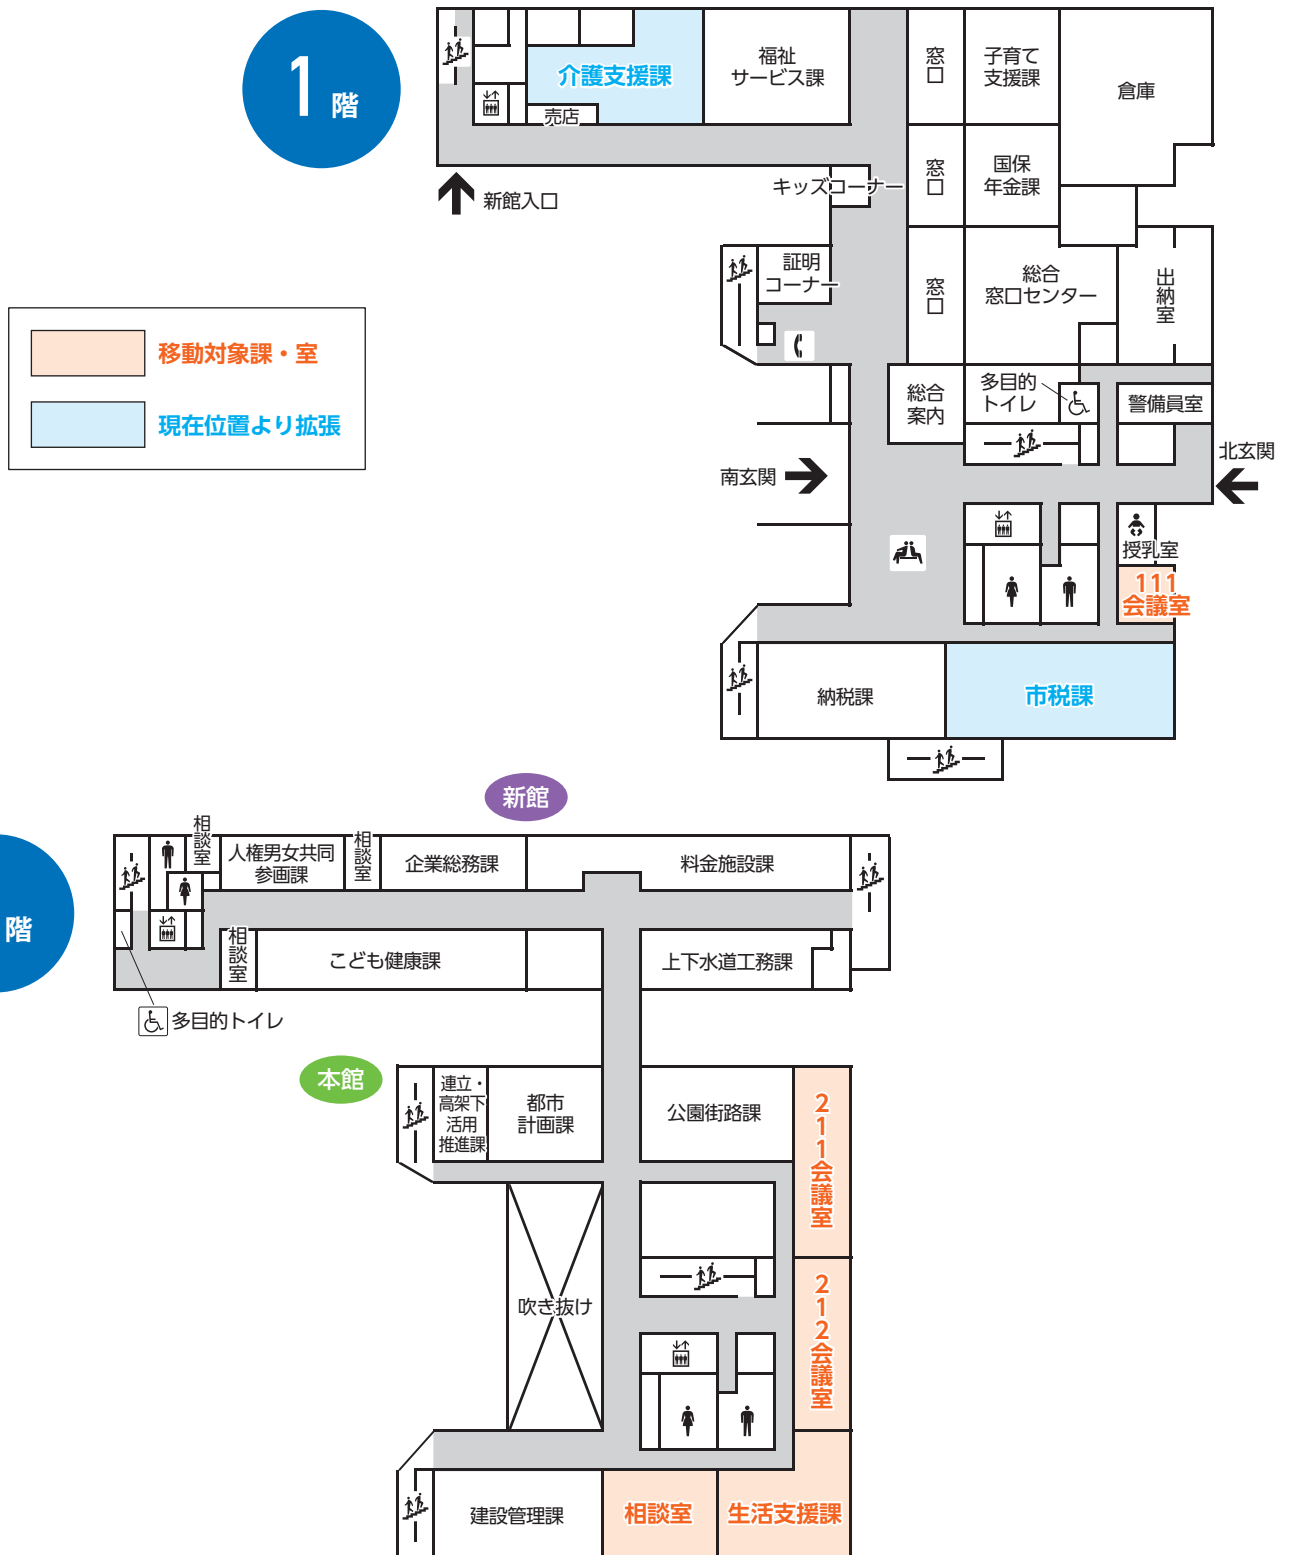 1 階
介護支援課
売店
福祉
サービス課
窓口
子育て
支援課
倉庫
窓口
国保
年金課
新館入口
キッズコーナー
証明
コーナー
窓口
総合
窓口センター
出納室
移動対象課・室
現在位置より拡張
総合
案内
多目的
トイレ
警備員室
南玄関
北玄関
授乳室
111
会議室
納税課
市税課
新館
階
相談室
人権男女共同
参画課
相談室
企業総務課
料金施設課
相談室
こども健康課
上下水道工務課
多目的トイレ
本館
連立・
高架下
活用
推進課
都市
計画課
公園街路課
211会議室
吹き抜け
212会議室
建設管理課
相談室
生活支援課